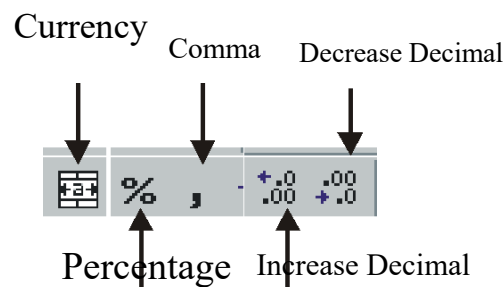 Currency
Comma
Decrease Decimal
a % , .0 .00 .00 .0
Percentage
Increase Decimal